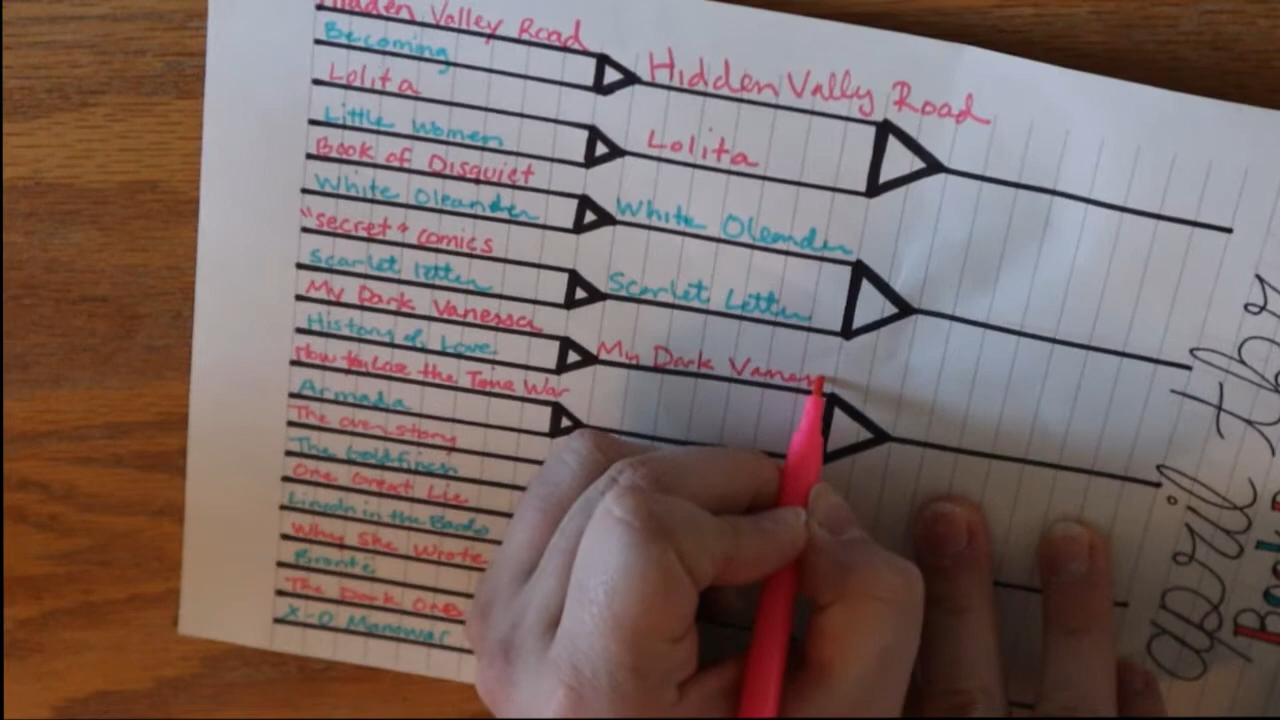 Hidden Valley Road
Becoming
Lolita
Little Women
Book of Disquiet
White Oleander
"secret + comics
Scarlet letter
My Dark Vanessa
History of Love
How to Lose the Time War
Armada
The overstory
The Goldfinch
One Great Lie
Lincoln in the Bardo
Why She Wrote
Bronte
The Dark
X-O Manowar
Hidden Vally Road
Lolita
White Oleander
Scarlet Letter
My Dark Vanes
april